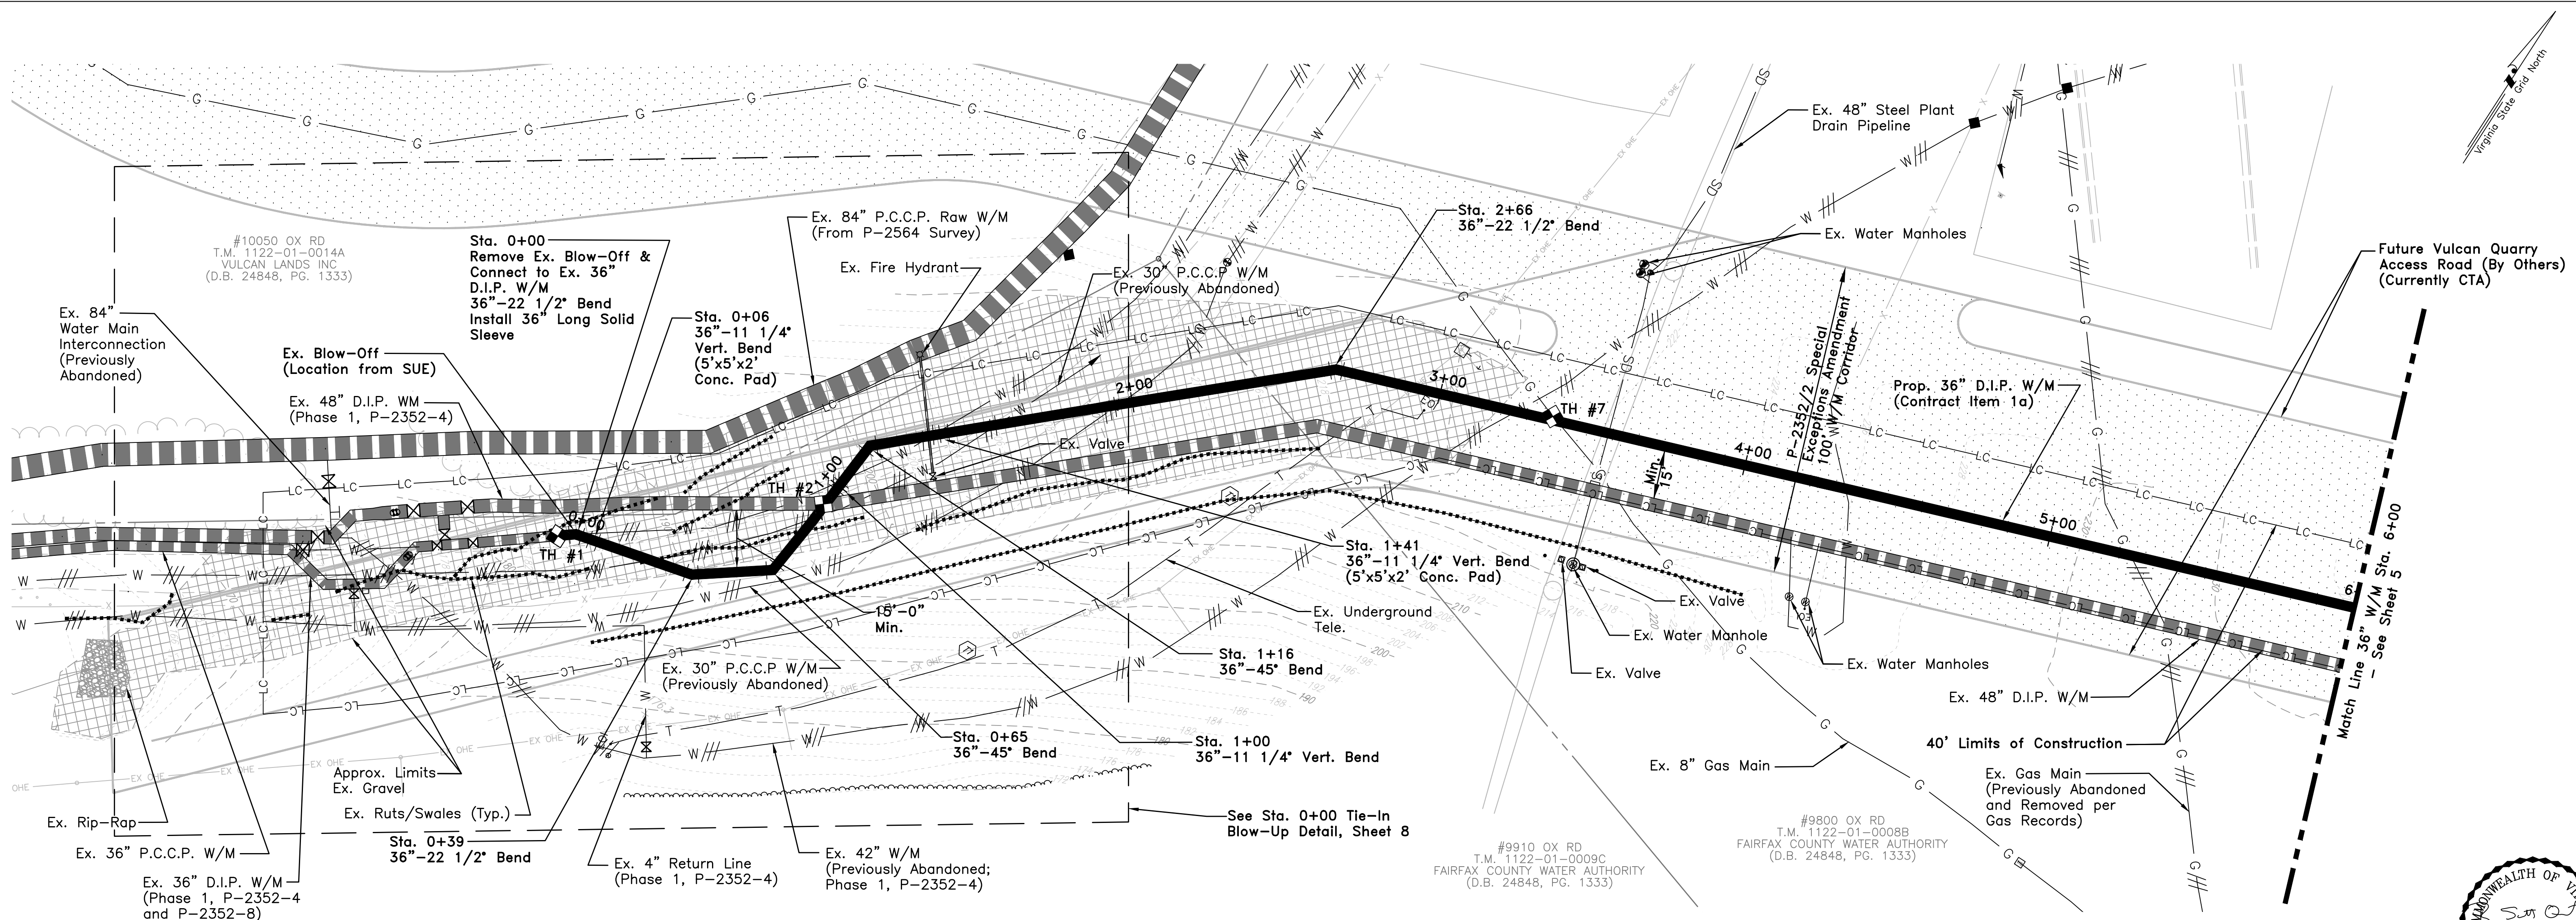 Virginia State Grid North
#10050 OX RD
T.M. 1122-01-0014A
VULCAN LANDS INC
(D.B. 24848, PG. 1333)
Sta. 0+00
Remove Ex. Blow-Off &
Connect to Ex. 36"
D.I.P. W/M
36"-22 1/2° Bend
Install 36" Long Solid
Sleeve
Ex. 84" P.C.C.P. Raw W/M
(From P-2564 Survey)
Ex. Fire Hydrant
Ex. 30" P.C.C.P W/M
(Previously Abandoned)
Sta. 2+66
36"-22 1/2° Bend
Ex. 48" Steel Plant
Drain Pipeline
Ex. Water Manholes
Future Vulcan Quarry
Access Road (By Others)
(Currently CTA)
Ex. 84"
Water Main
Interconnection
(Previously
Abandoned)
Ex. Blow-Off
(Location from SUE)
Ex. 48" D.I.P. WM
(Phase 1, P-2352-4)
Sta. 0+06
36"-11 1/4°
Vert. Bend
(5'x5'x2'
Conc. Pad)
P-2352/2 Special
Exceptions Amendment
100' W/M Corridor
Prop. 36" D.I.P. W/M
(Contract Item 1a)
0+00
1+00
2+00
3+00
4+00
5+00
6
TH #1
TH #2
TH #7
Ex. Valve
Min.
15'
15'-0"
Min.
Sta. 1+41
36"-11 1/4° Vert. Bend
(5'x5'x2' Conc. Pad)
Ex. Underground
Tele.
Sta. 1+16
36"-45° Bend
Ex. Valve
Ex. Water Manhole
Ex. Valve
Ex. Water Manholes
Ex. 48" D.I.P. W/M
40' Limits of Construction
Match Line 36" W/M Sta. 6+00
- See Sheet 5
Ex. 30" P.C.C.P W/M
(Previously Abandoned)
Sta. 0+65
36"-45° Bend
Sta. 1+00
36"-11 1/4° Vert. Bend
Ex. 8" Gas Main
Ex. Gas Main
(Previously Abandoned
and Removed per
Gas Records)
Approx. Limits
Ex. Gravel
Ex. Ruts/Swales (Typ.)
Ex. Rip-Rap
Ex. 36" P.C.C.P. W/M
Sta. 0+39
36"-22 1/2° Bend
Ex. 36" D.I.P. W/M
(Phase 1, P-2352-4
and P-2352-8)
Ex. 4" Return Line
(Phase 1, P-2352-4)
Ex. 42" W/M
(Previously Abandoned;
Phase 1, P-2352-4)
See Sta. 0+00 Tie-In
Blow-Up Detail, Sheet 8
#9910 OX RD
T.M. 1122-01-0009C
FAIRFAX COUNTY WATER AUTHORITY
(D.B. 24848, PG. 1333)
#9800 OX RD
T.M. 1122-01-0008B
FAIRFAX COUNTY WATER AUTHORITY
(D.B. 24848, PG. 1333)
EX OHE